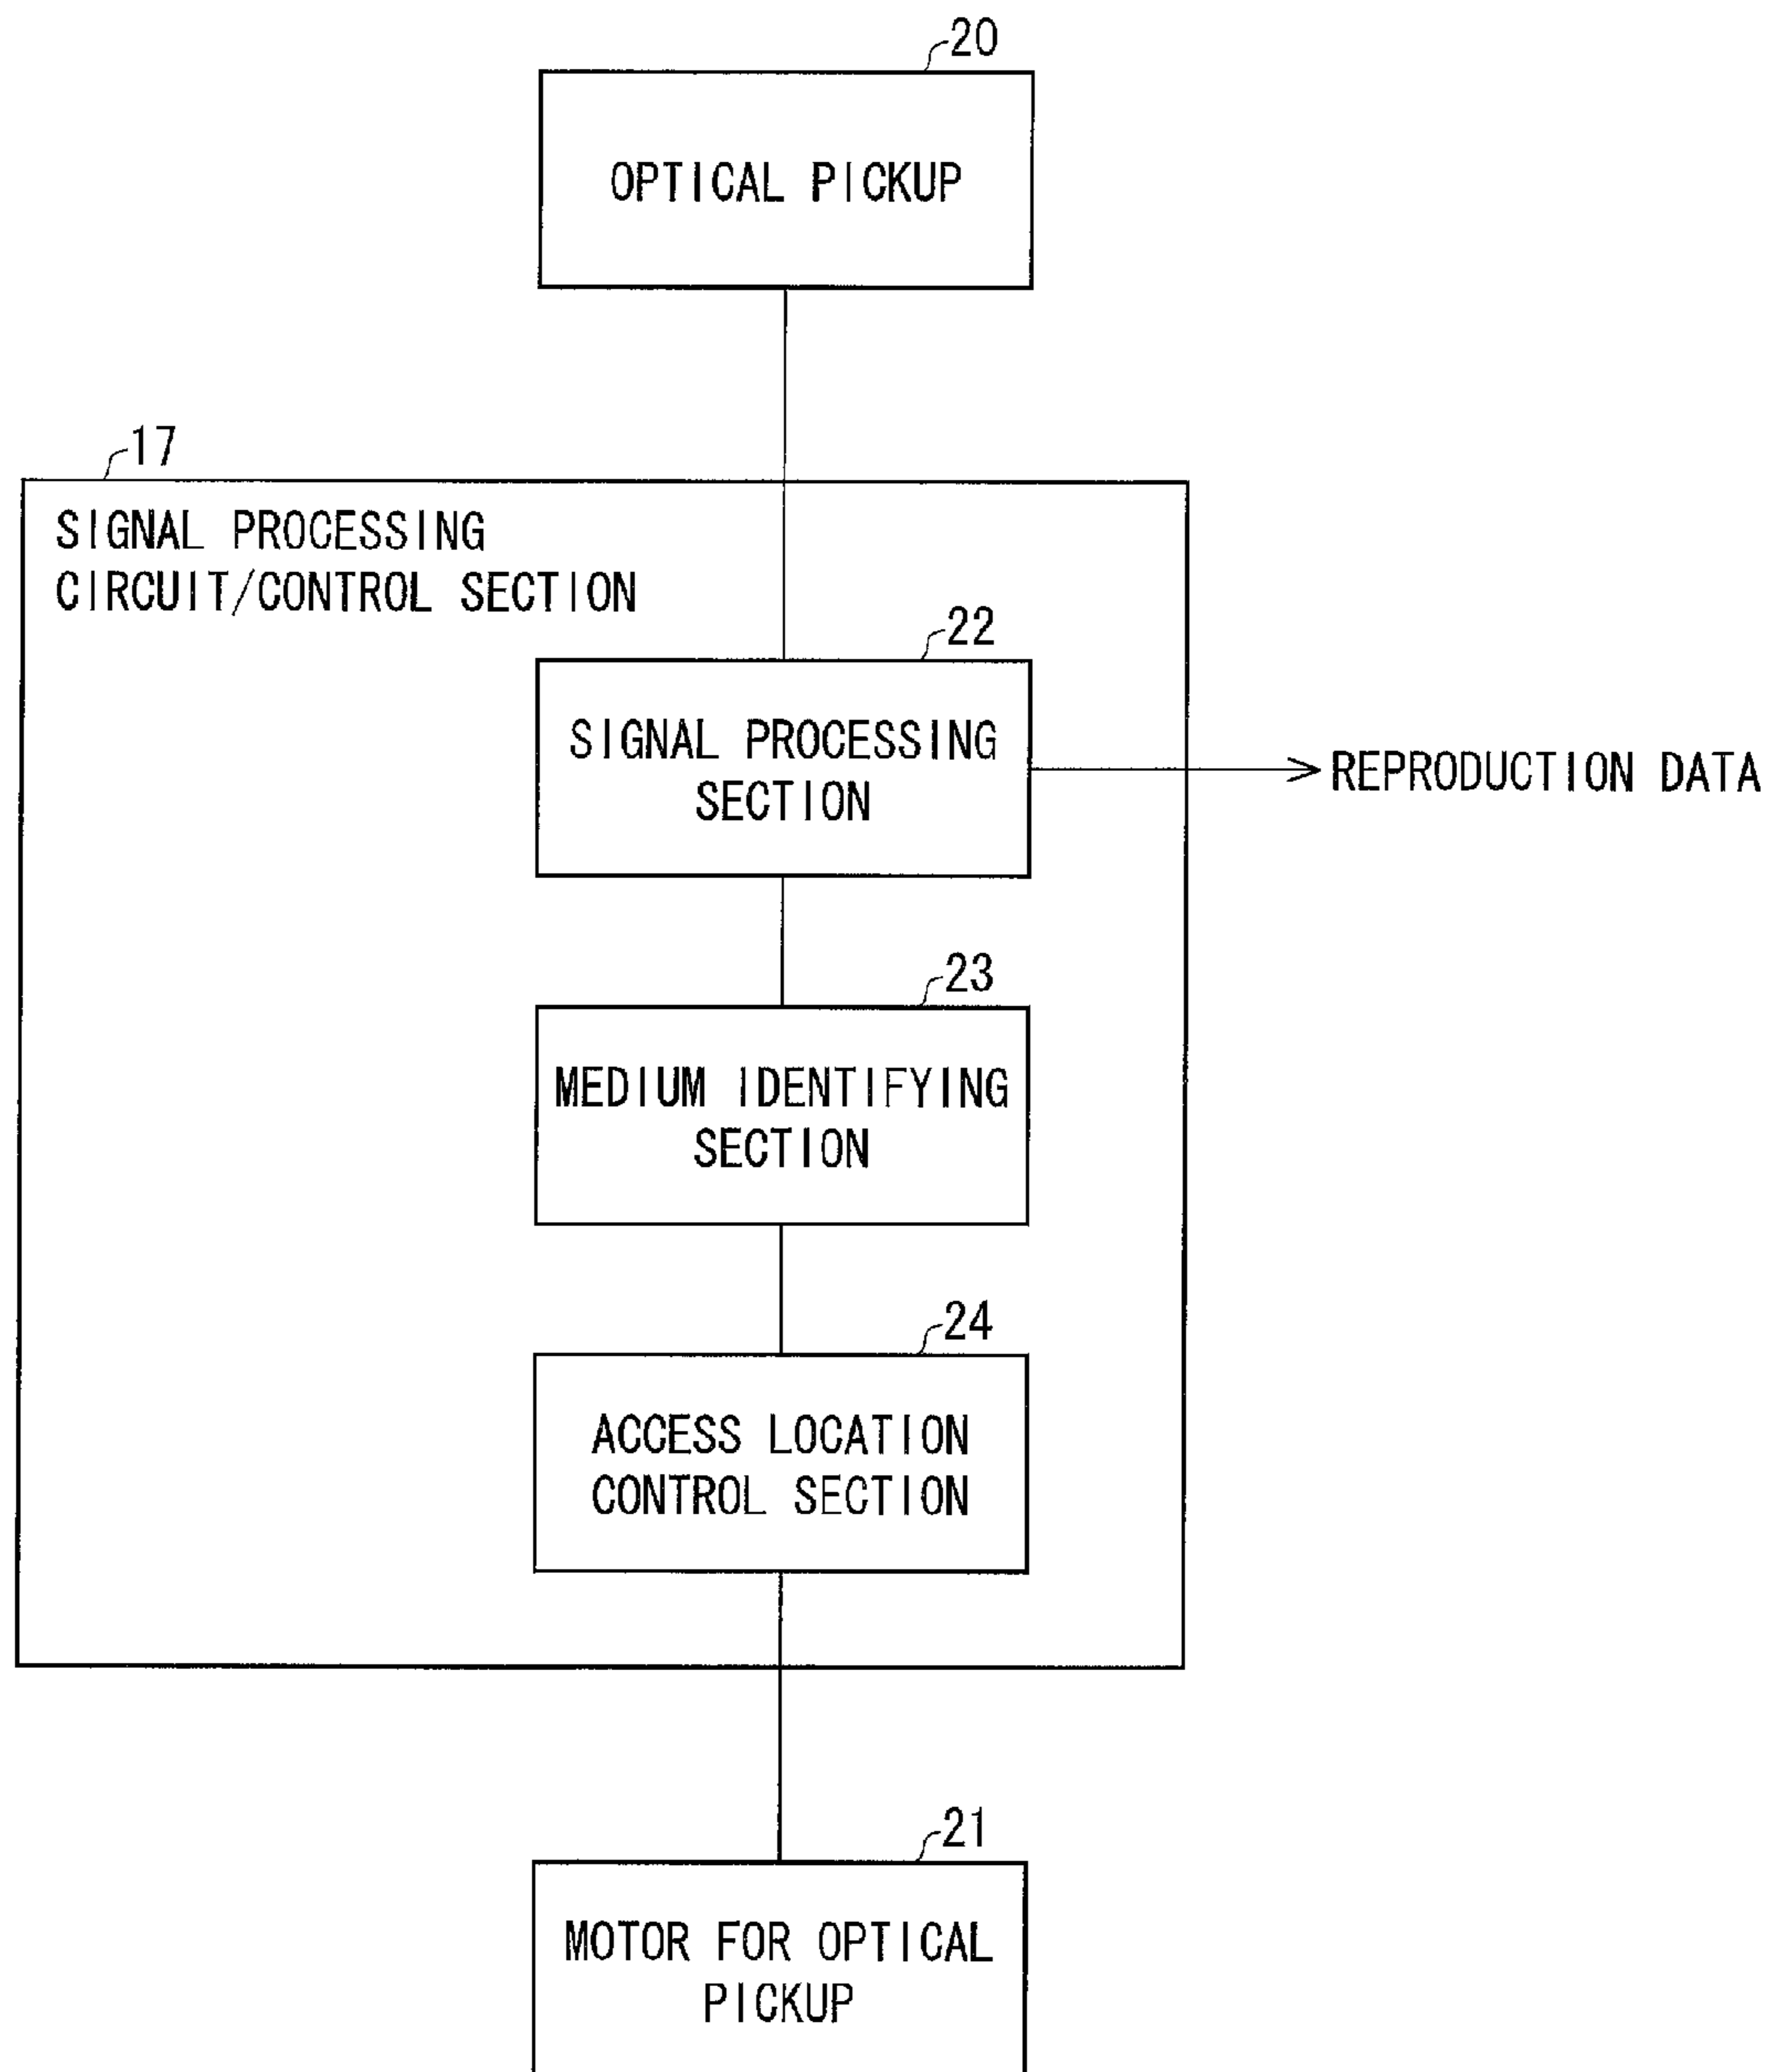 20
OPTICAL PICKUP
17
SIGNAL PROCESSING
CIRCUIT/CONTROL SECTION
22
SIGNAL PROCESSING
SECTION
REPRODUCTION DATA
23
MEDIUM IDENTIFYING
SECTION
24
ACCESS LOCATION
CONTROL SECTION
21
MOTOR FOR OPTICAL
PICKUP